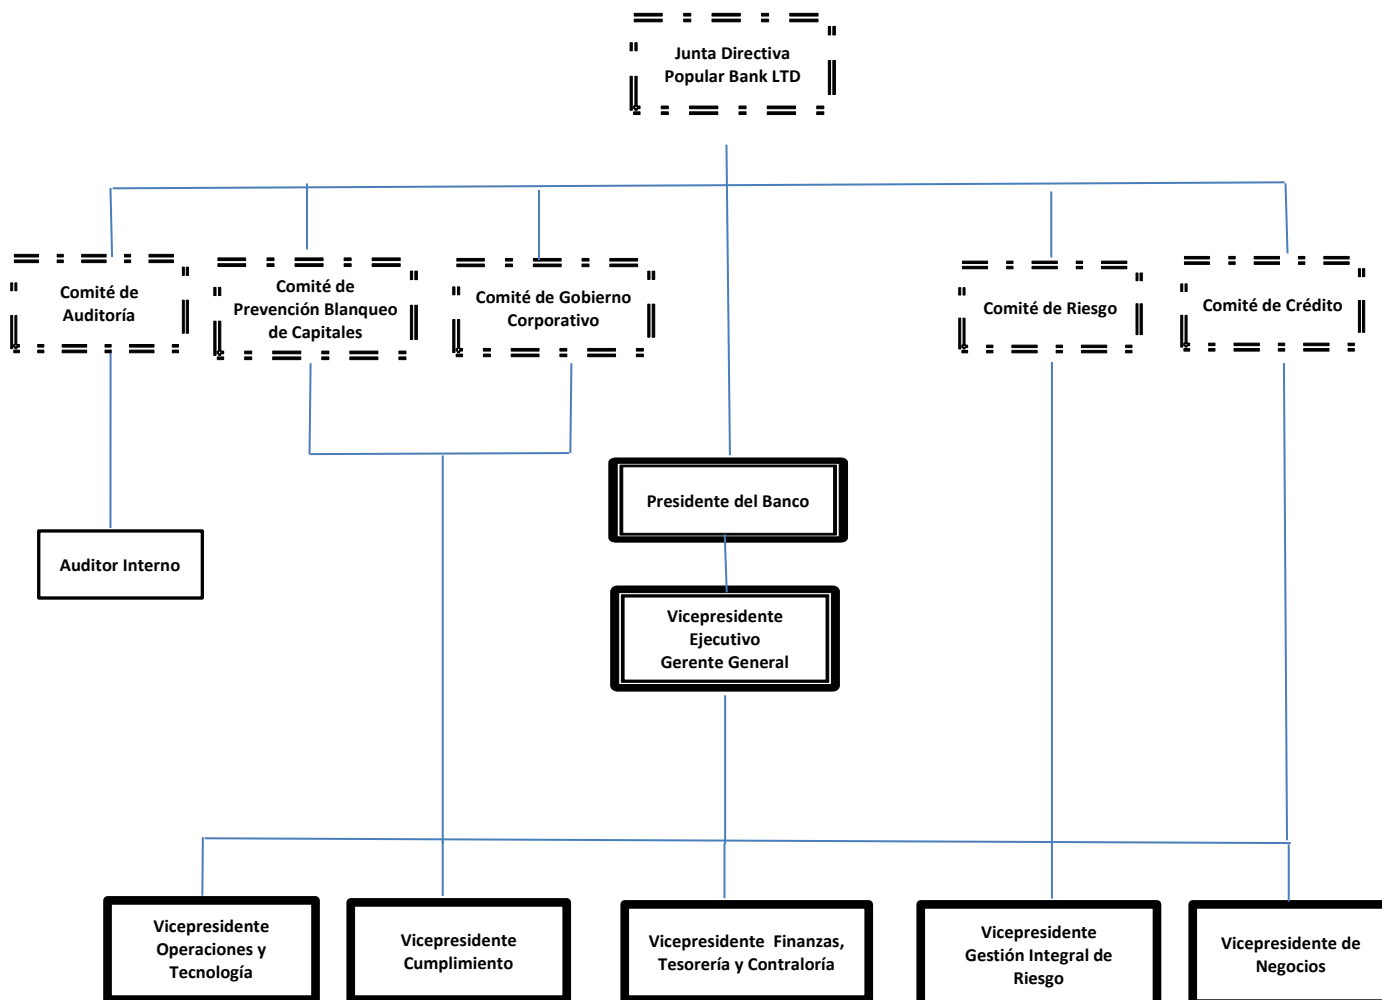 Junta Directiva
Popular Bank LTD
Comité de
Auditoría
Comité de
Prevención Blanqueo
de Capitales
Comité de Gobierno
Corporativo
Comité de Riesgo
Comité de Crédito
Presidente del Banco
Auditor Interno
Vicepresidente
Ejecutivo
Gerente General
Vicepresidente
Operaciones y
Tecnología
Vicepresidente
Cumplimiento
Vicepresidente Finanzas,
Tesorería y Contraloría
Vicepresidente
Gestión Integral de
Riesgo
Vicepresidente de
Negocios